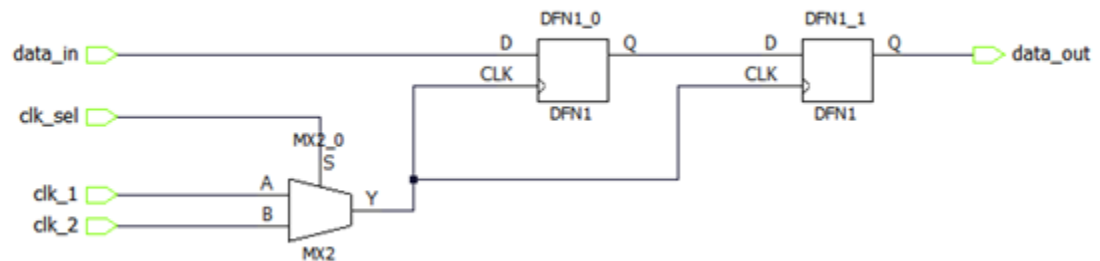 DFN1_0
DFN1_1
data_in
D
Q
D
Q
data_out
CLK
CLK
DFN1
DFN1
clk_sel
MX2_0
S
clk_1
A
Y
clk_2
B
MX2